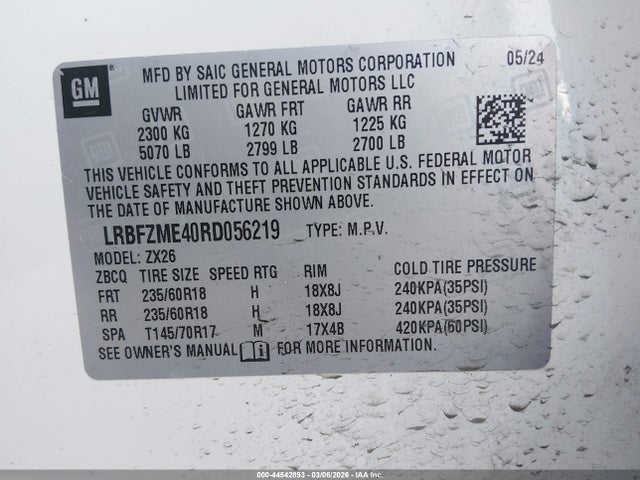 GM
MFD BY SAIC GENERAL MOTORS CORPORATION 05/24
LIMITED FOR GENERAL MOTORS LLC
GVWR GAWR FRT GAWR RR
2300 KG 1270 KG 1225 KG
5070 LB 2799 LB 2700 LB
THIS VEHICLE CONFORMS TO ALL APPLICABLE U.S. FEDERAL MOTOR
VEHICLE SAFETY AND THEFT PREVENTION STANDARDS IN EFFECT ON
THE DATE OF MANUFACTURE SHOWN ABOVE.
LRBFZME40RD056219 TYPE: M.P.V.
MODEL: ZX26
ZBCQ TIRE SIZE SPEED RTG RIM COLD TIRE PRESSURE
FRT 235/60R18 H 18X8J 240KPA(35PSI)
RR 235/60R18 H 18X8J 240KPA(35PSI)
SPA T145/70R17 M 17X4B 420KPA(60PSI)
SEE OWNER'S MANUAL FOR MORE INFORMATION.
000-44542893 - 03/06/2026 - IAA Inc.